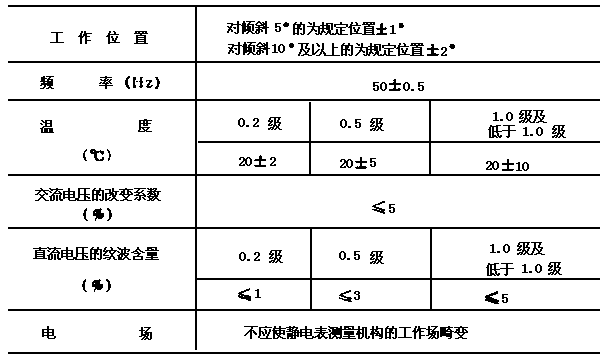 工 作 位 置
对倾斜 5°的为规定位置±1°
对倾斜10°及以上的为规定位置±2°
频 率 (Hz)
50±0.5
温 度
(℃)
0.2 级
0.5 级
1.0 级及
低于 1.0 级
20±2
20±5
20±10
交流电压的改变系数
(%)
≤5
直流电压的纹波含量
(%)
0.2 级
0.5 级
1.0 级及
低于 1.0 级
≤1
≤3
≤5
电 场
不应使静电表测量机构的工作场畸变